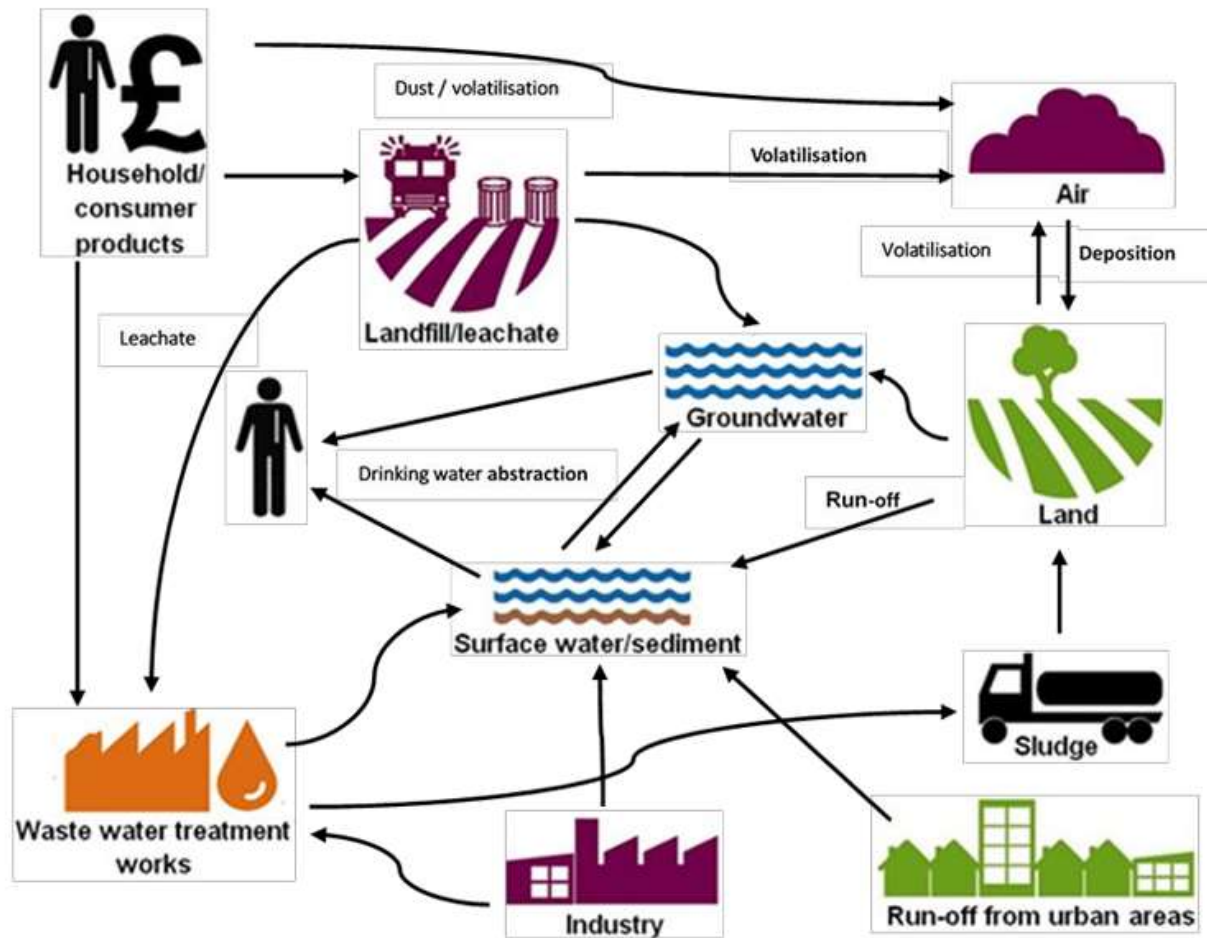 £
Household/
consumer
products
Dust / volatilisation
Volatilisation
Air
Volatilisation
Deposition
Landfill/leachate
Leachate
Groundwater
Drinking water abstraction
Run-off
Land
Surface water/sediment
Sludge
Waste water treatment
works
Industry
Run-off from urban areas